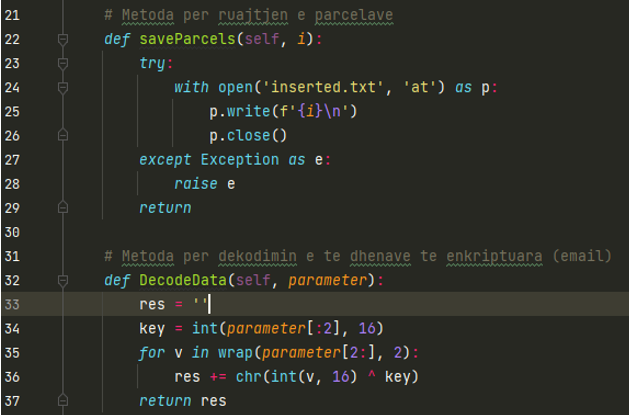 21 # Metoda per ruajtjen e parcelave
22 def saveParcels(self, i):
23 try:
24 with open('inserted.txt', 'at') as p:
25 p.write(f'{i}\n')
26 p.close()
27 except Exception as e:
28 raise e
29 return
30
31 # Metoda per dekodimin e te dhenave te enkriptuara (email)
32 def DecodeData(self, parameter):
33 res = ''
34 key = int(parameter[:2], 16)
35 for v in wrap(parameter[2:], 2):
36 res += chr(int(v, 16) ^ key)
37 return res